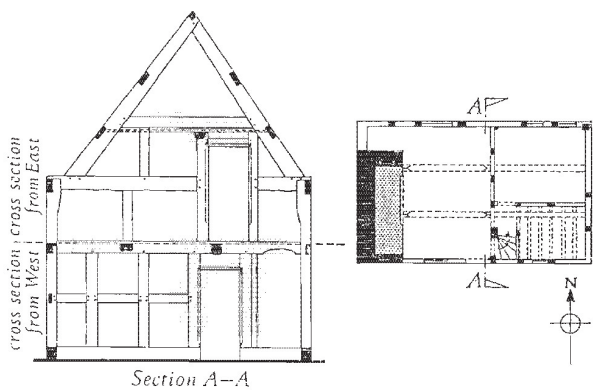 cross section
from East
cross section
from West
Section A–A
A
A
N